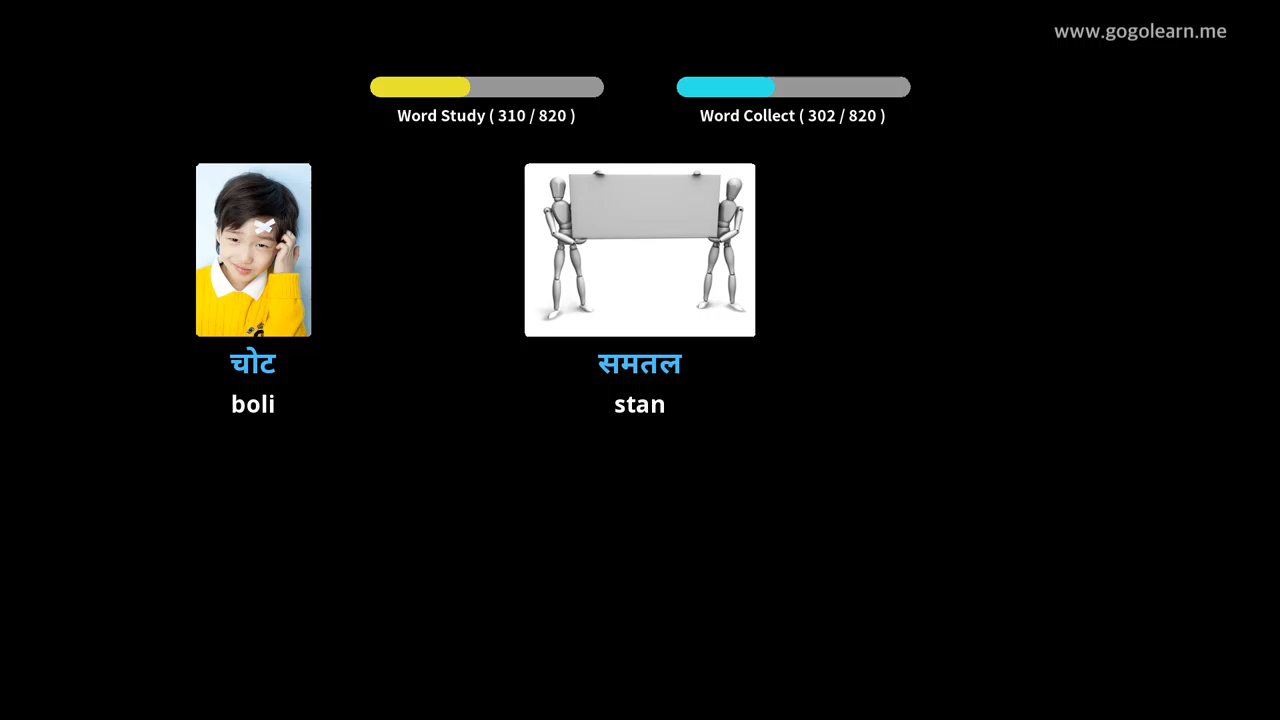 www.gogolearn.me
Word Study ( 310 / 820 )
Word Collect ( 302 / 820 )
चोट
boli
समतल
stan